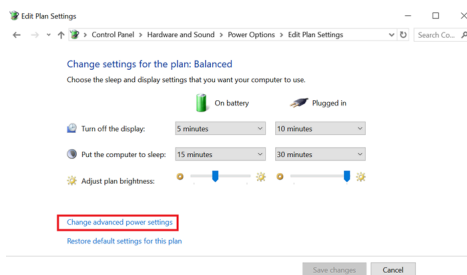 Edit Plan Settings
Control Panel > Hardware and Sound > Power Options > Edit Plan Settings
Search Co...
Change settings for the plan: Balanced
Choose the sleep and display settings that you want your computer to use.
On battery Plugged in
Turn off the display: 5 minutes 10 minutes
Put the computer to sleep: 15 minutes 30 minutes
Adjust plan brightness:
Change advanced power settings
Restore default settings for this plan
Save changes Cancel